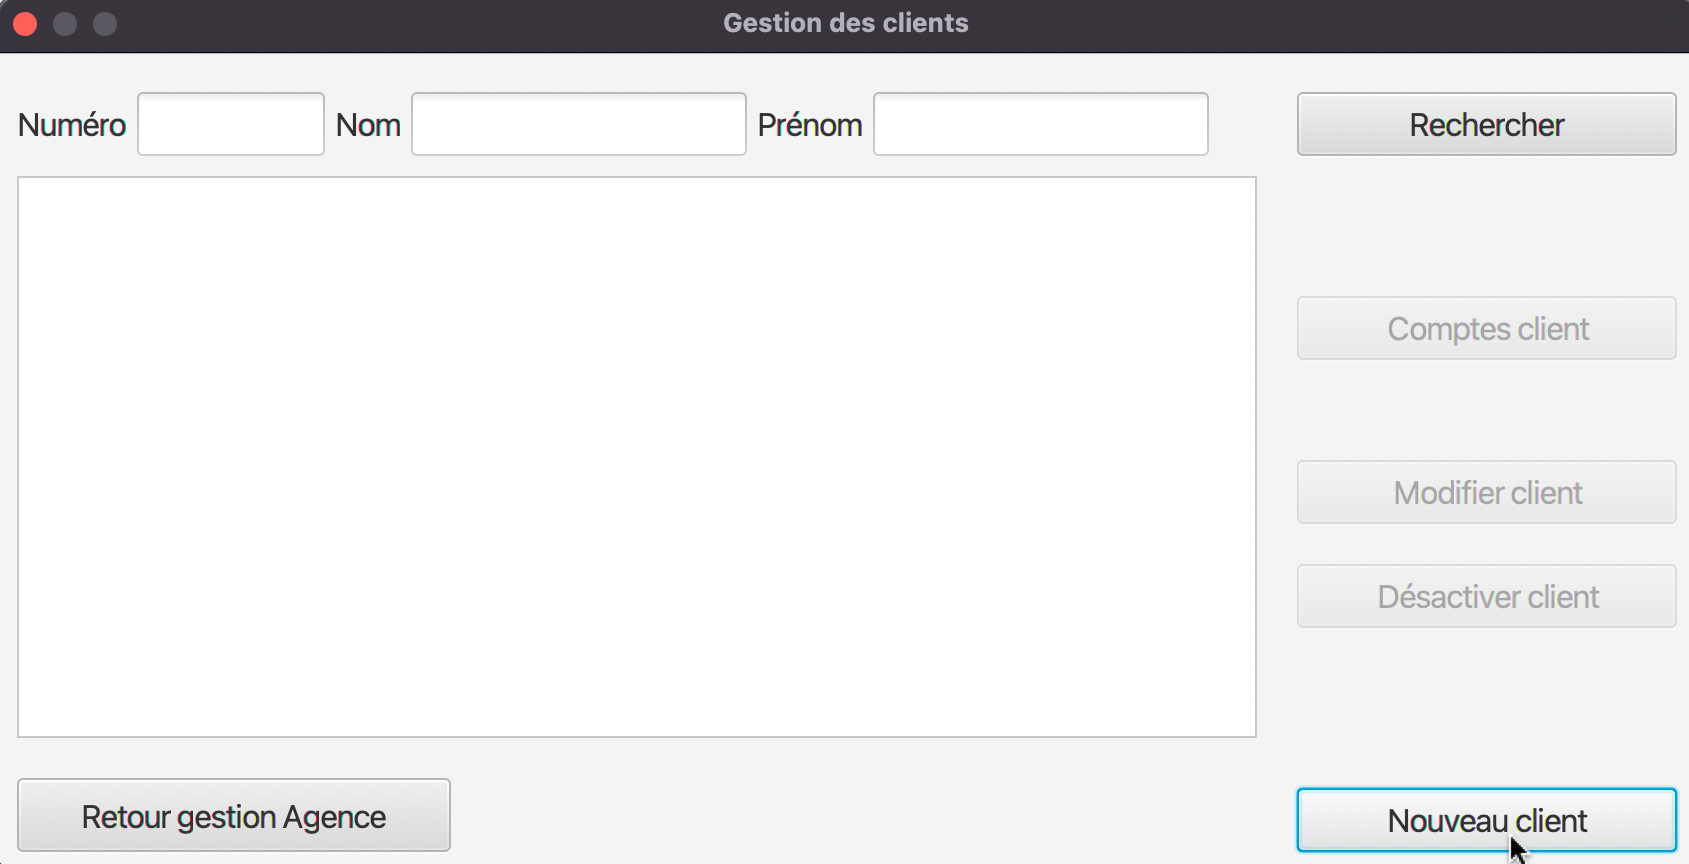 Gestion des clients
Numéro Nom Prénom Rechercher
Comptes client
Modifier client
Désactiver client
Retour gestion Agence Nouveau client